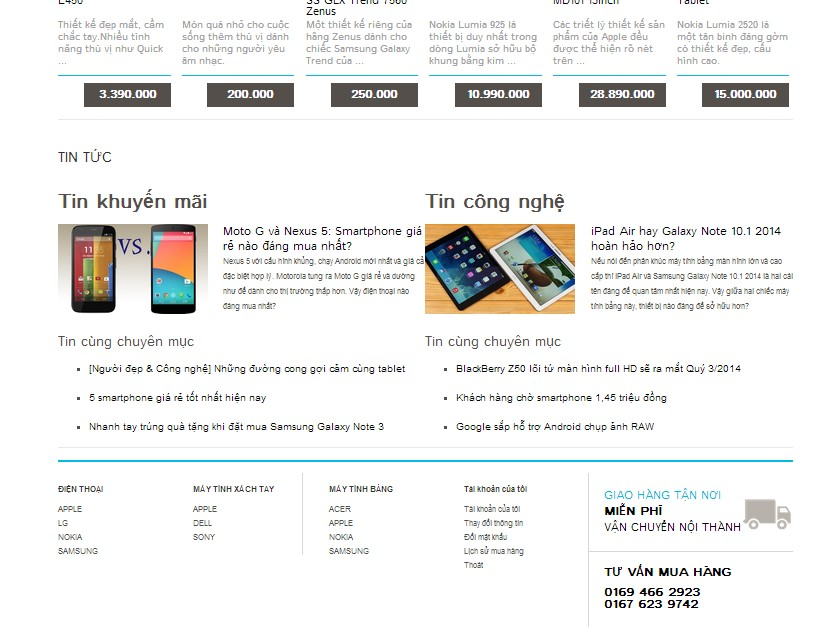 E450
SS GLX Trend 7560
Zenus
MD101 13inch
Tablet
Thiết kế đẹp mắt, cầm
chắc tay.Nhiều tính
năng thú vị như Quick
...
Món quà nhỏ cho cuộc
sống thêm thú vị dành
cho những người yêu
âm nhạc.
Một thiết kế riêng của
hãng Zenus dành cho
chiếc Samsung Galaxy
Trend của ...
Nokia Lumia 925 là
thiết bị duy nhất trong
dòng Lumia sở hữu bộ
khung bằng kim ...
Các triết lý thiết kế sản
phẩm của Apple đều
được thể hiện rõ nét
trên ...
Nokia Lumia 2520 là
một tân binh đáng gờm
có thiết kế đẹp, cấu
hình cao.
3.390.000
200.000
250.000
10.990.000
28.890.000
15.000.000
TIN TỨC
Tin khuyến mãi
VS.
Moto G và Nexus 5: Smartphone giá
rẻ nào đáng mua nhất?
Nexus 5 với cấu hình khủng, chạy Android mới nhất và giá cả
đặc biệt hợp lý. Motorola tung ra Moto G giá rẻ và dường
như để dành cho thị trường thấp hơn. Vậy điện thoại nào
đáng mua nhất?
Tin cùng chuyên mục
[Người đẹp & Công nghệ] Những đường cong gợi cảm cùng tablet
5 smartphone giá rẻ tốt nhất hiện nay
Nhanh tay trúng quà tặng khi đặt mua Samsung Galaxy Note 3
Tin công nghệ
iPad Air hay Galaxy Note 10.1 2014
hoàn hảo hơn?
Nếu nói đến phân khúc máy tính bảng màn hình lớn và cao
cấp thì iPad Air và Samsung Galaxy Note 10.1 2014 là hai cái
tên đáng để quan tâm nhất hiện nay. Vậy giữa hai chiếc máy
tính bảng này, thiết bị nào đáng để sở hữu hơn?
Tin cùng chuyên mục
BlackBerry Z50 lõi tứ màn hình full HD sẽ ra mắt Quý 3/2014
Khách hàng chờ smartphone 1,45 triệu đồng
Google sắp hỗ trợ Android chụp ảnh RAW
ĐIỆN THOẠI
APPLE
LG
NOKIA
SAMSUNG
MÁY TÍNH XÁCH TAY
APPLE
DELL
SONY
MÁY TÍNH BẢNG
ACER
APPLE
NOKIA
SAMSUNG
Tài khoản của tôi
Tài khoản của tôi
Thay đổi thông tin
Đổi mật khẩu
Lịch sử mua hàng
Thoát
GIAO HÀNG TẬN NƠI
MIỄN PHÍ
VẬN CHUYỂN NỘI THÀNH
TƯ VẤN MUA HÀNG
0169 466 2923
0167 623 9742